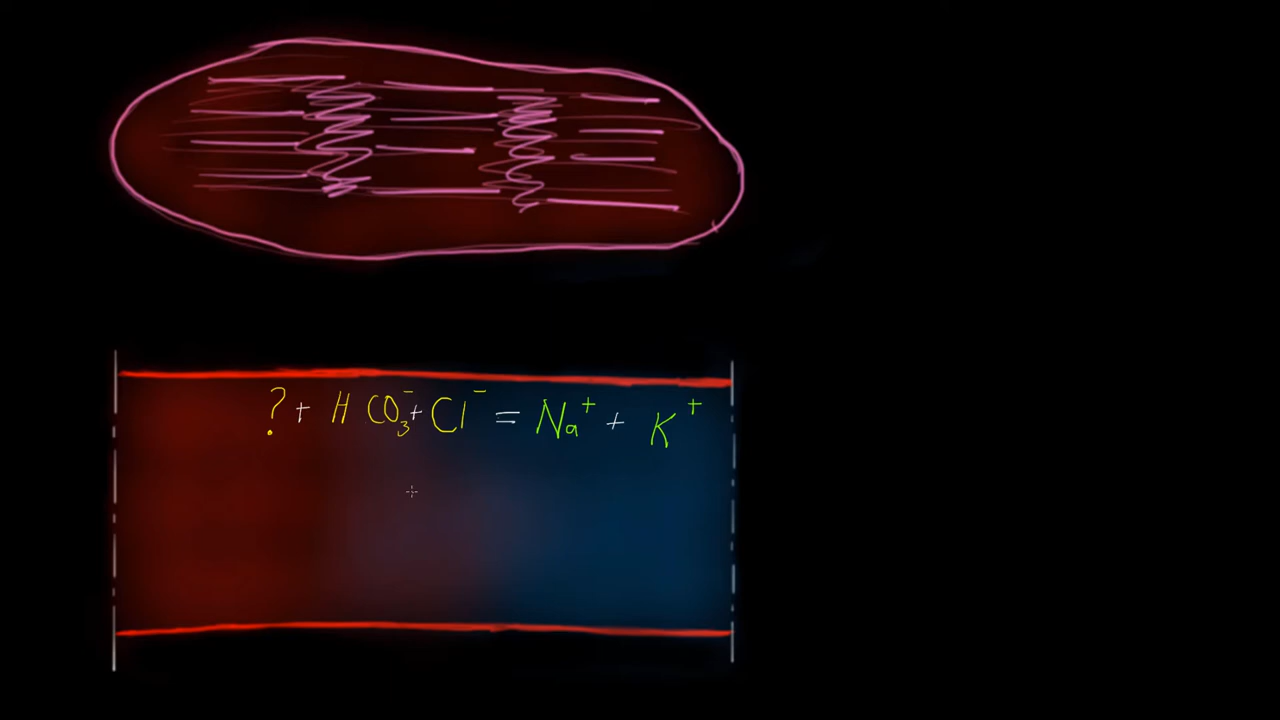 ? + HCO₃⁻ + Cl⁻ = Na⁺ + K⁺